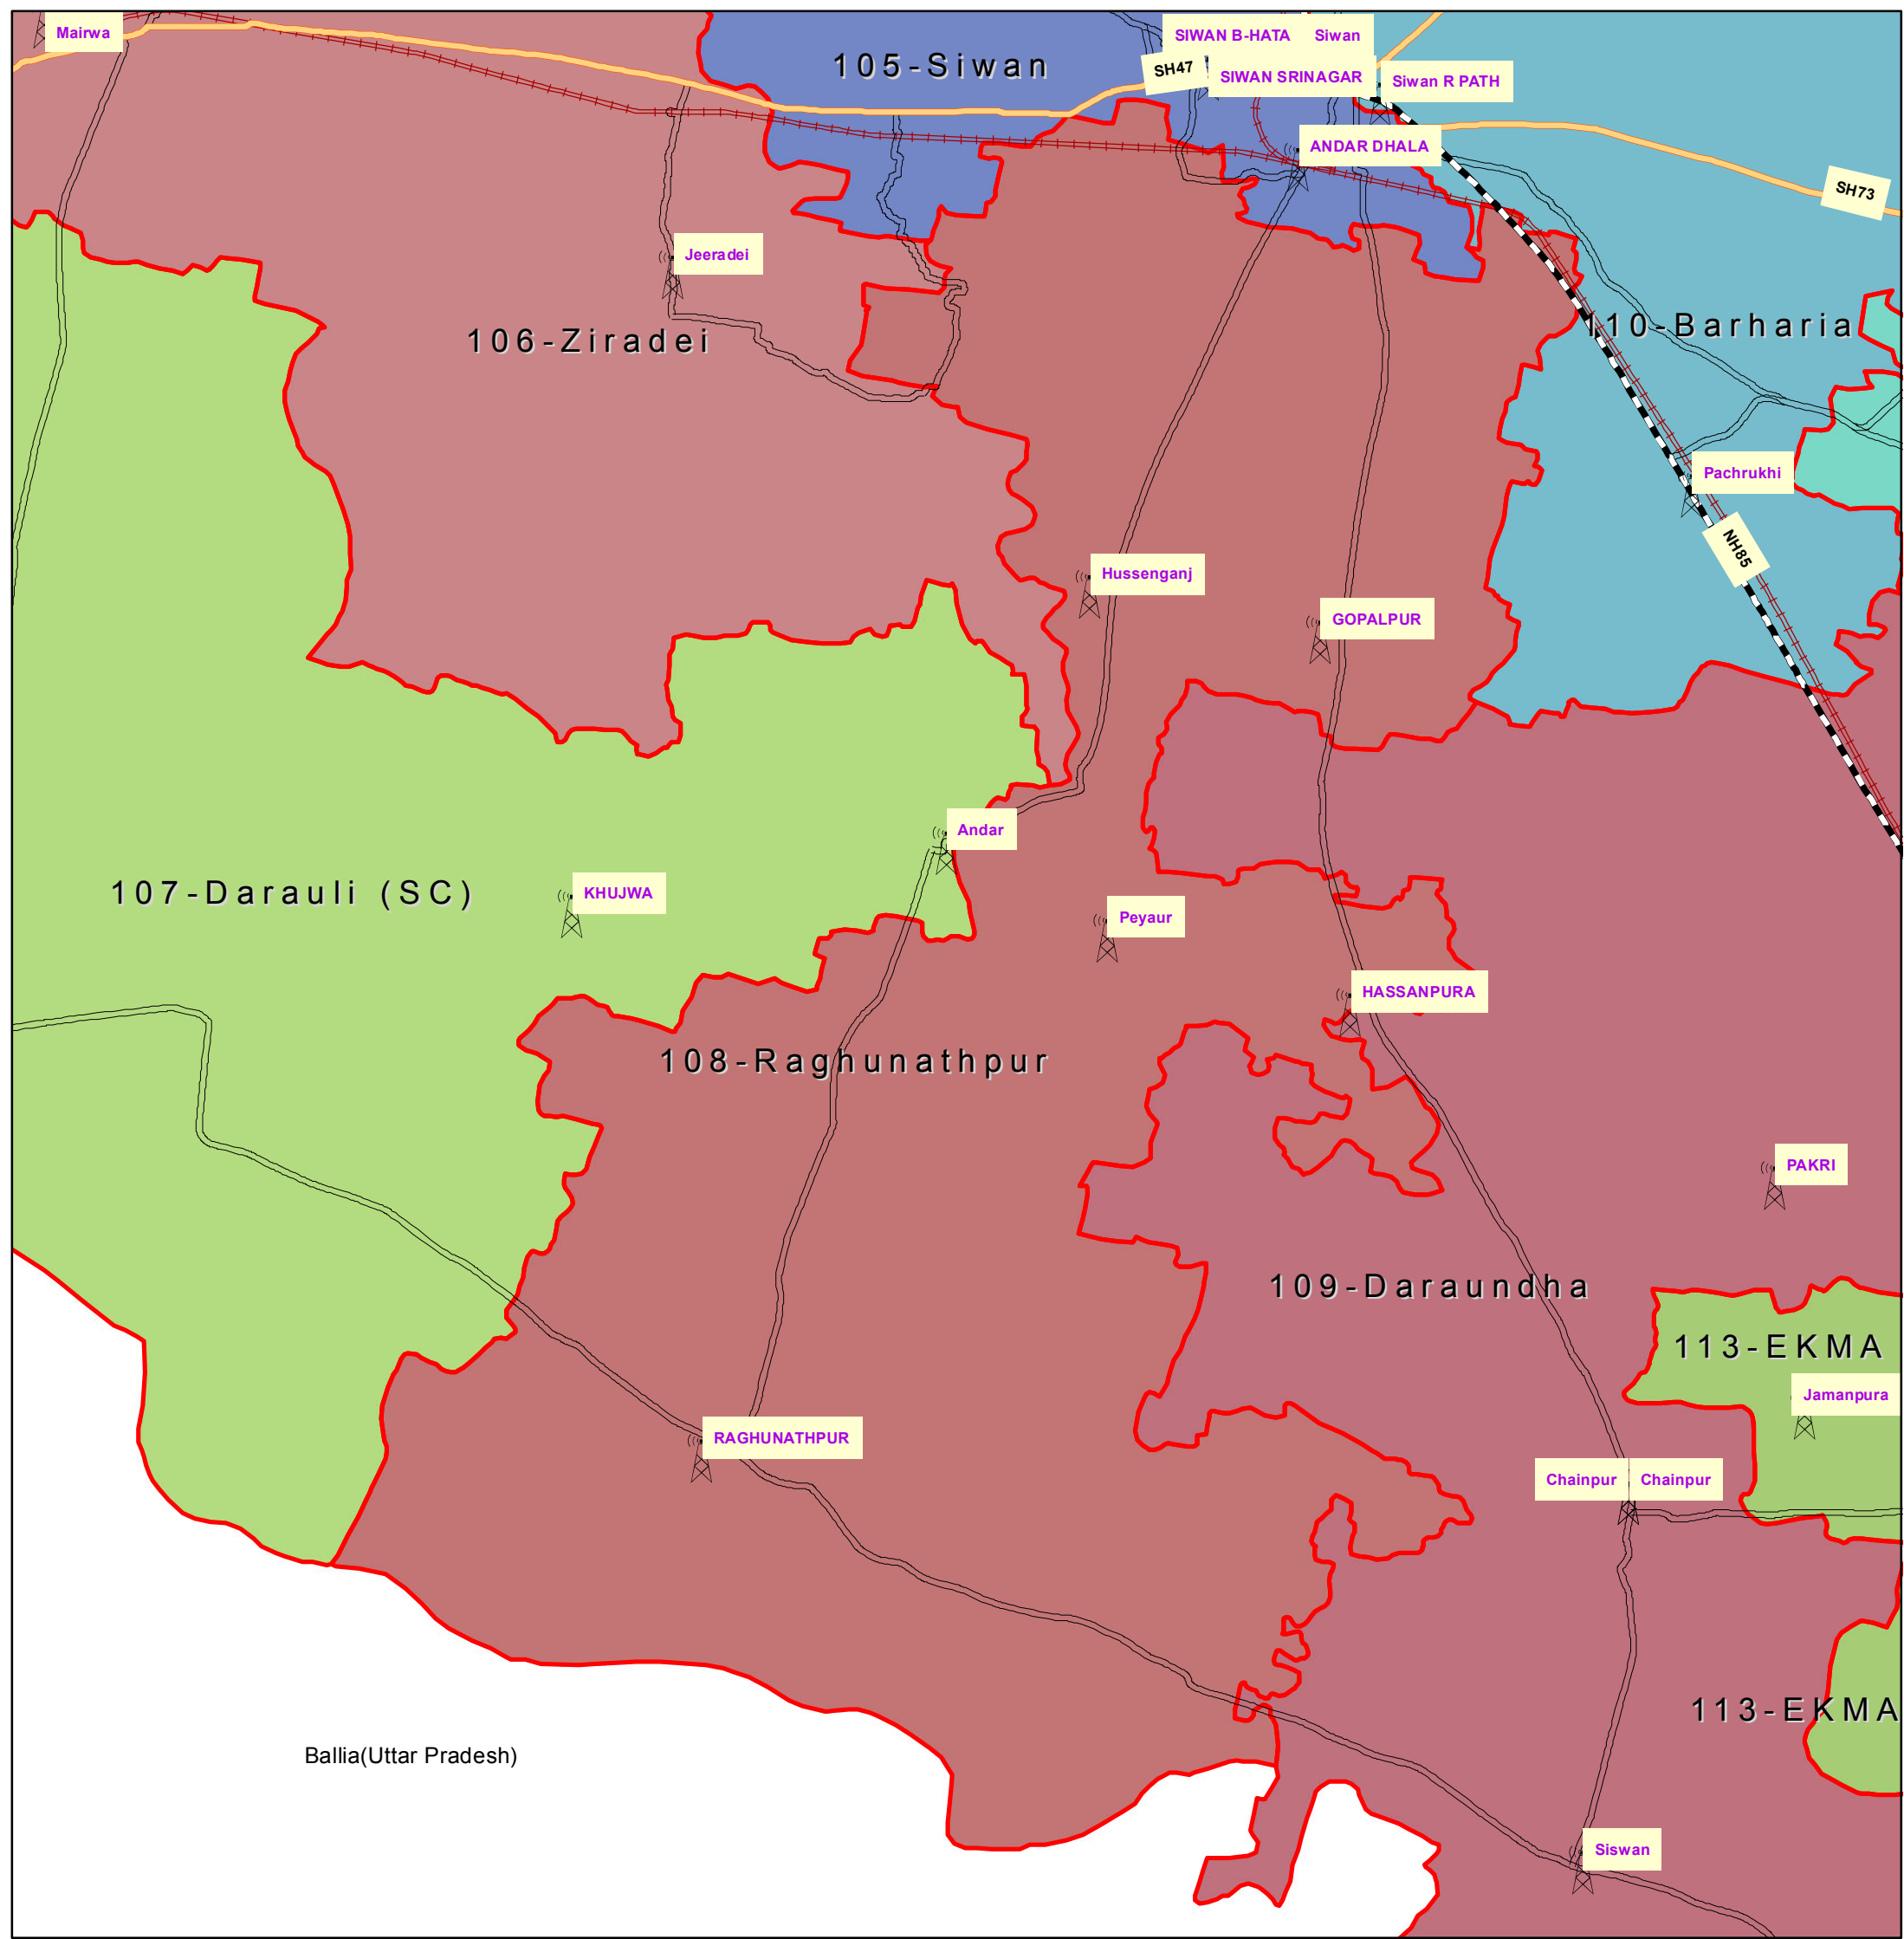 Mairwa
SIWAN B-HATA
Siwan
105-Siwan
SH47
SIWAN SRINAGAR
Siwan R PATH
ANDAR DHALA
SH73
Jeeradei
106-Ziradei
110-Barharia
Pachrukhi
NH85
Hussenganj
GOPALPUR
Andar
107-Darauli (SC)
KHUJWA
Peyaur
HASSANPURA
108-Raghunathpur
PAKRI
109-Daraundha
113-EKMA
Jamanpura
RAGHUNATHPUR
Chainpur
Chainpur
113-EKMA
Ballia(Uttar Pradesh)
Siswan